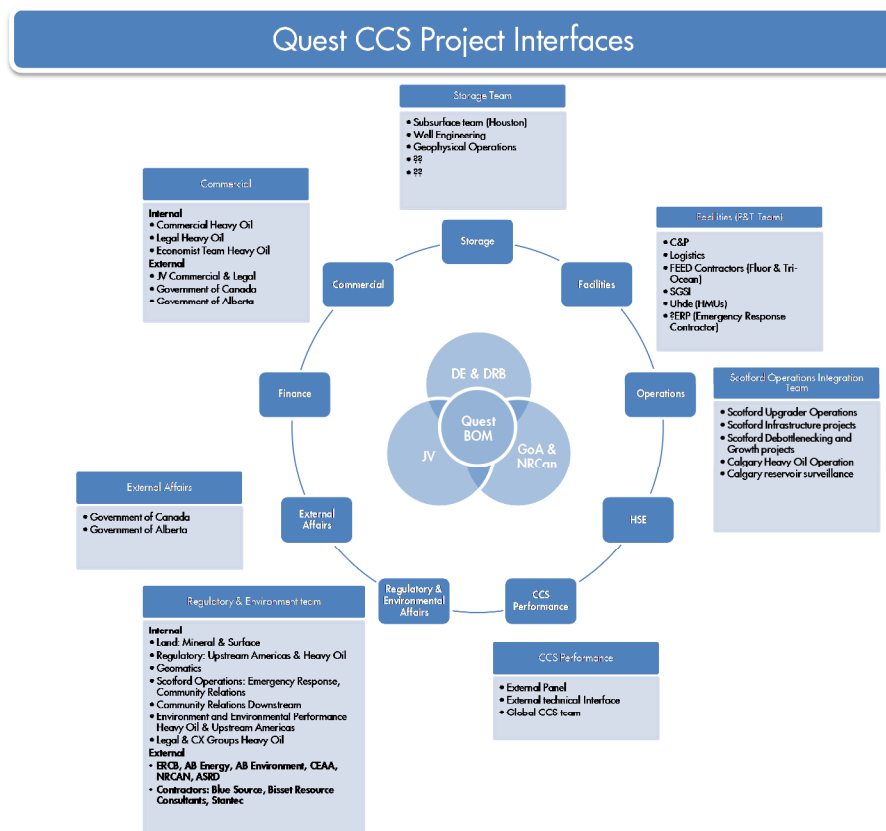 Quest CCS Project Interfaces
Storage Team
• Subsurface team (Houston)
• Well Engineering
• Geophysical Operations
• ??
• ??
Commercial
Internal
• Commercial Heavy Oil
• Legal Heavy Oil
• Economist Team Heavy Oil
External
• JV Commercial & Legal
• Government of Canada
• Government of Alberta
Facilities (P&T Team)
• C&P
• Logistics
• FEED Contractors (Fluor & Tri-
Ocean)
• SGSI
• Uhde (HMUs)
• ?ERP (Emergency Response
Contractor)
Storage
Commercial
Facilities
Finance
Operations
External
Affairs
HSE
Regulatory &
Environmental
Affairs
CCS
Performance
DE & DRB
Quest
BOM
JV
GoA &
NRCan
Scotford Operations Integration
Team
• Scotford Upgrader Operations
• Scotford Infrastructure projects
• Scotford Debottlenecking and
Growth projects
• Calgary Heavy Oil Operation
• Calgary reservoir surveillance
External Affairs
• Government of Canada
• Government of Alberta
Regulatory & Environment team
Internal
• Land: Mineral & Surface
• Regulatory: Upstream Americas & Heavy Oil
• Geomatics
• Scotford Operations: Emergency Response,
Community Relations
• Community Relations Downstream
• Environment and Environmental Performance
Heavy Oil & Upstream Americas
• Legal & CX Groups Heavy Oil
External
• ERCB, AB Energy, AB Environment, CEAA,
NRCAN, ASRD
• Contractors: Blue Source, Bisset Resource
Consultants, Stantec
CCS Performance
• External Panel
• External technical Interface
• Global CCS team